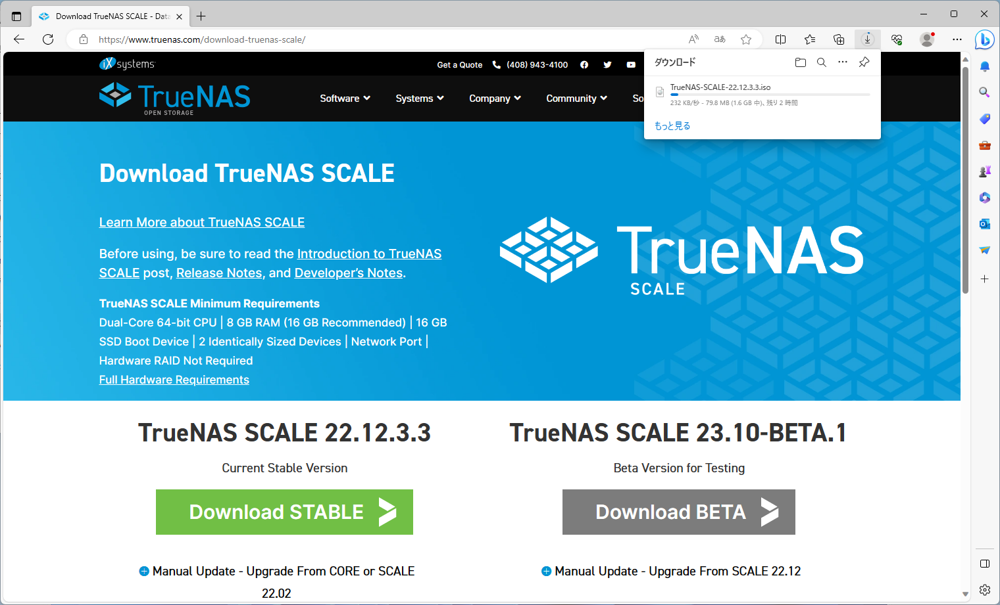 Download TrueNAS SCALE - Data
https://www.truenas.com/download-truenas-scale/
iXsystems
Get a Quote (408) 943-4100
TrueNAS
OPEN STORAGE
Software Systems Company Community So
ダウンロード
TrueNAS-SCALE-22.12.3.3.iso
232 KB/秒 - 79.8 MB (1.6 GB 中)、残り 2 時間
もっと見る
Download TrueNAS SCALE
Learn More about TrueNAS SCALE
Before using, be sure to read the Introduction to TrueNAS
SCALE post, Release Notes, and Developer’s Notes.
TrueNAS SCALE Minimum Requirements
Dual-Core 64-bit CPU | 8 GB RAM (16 GB Recommended) | 16 GB
SSD Boot Device | 2 Identically Sized Devices | Network Port |
Hardware RAID Not Required
Full Hardware Requirements
TrueNAS
SCALE
TrueNAS SCALE 22.12.3.3
Current Stable Version
Download STABLE
Manual Update - Upgrade From CORE or SCALE
22.02
TrueNAS SCALE 23.10-BETA.1
Beta Version for Testing
Download BETA
Manual Update - Upgrade From SCALE 22.12